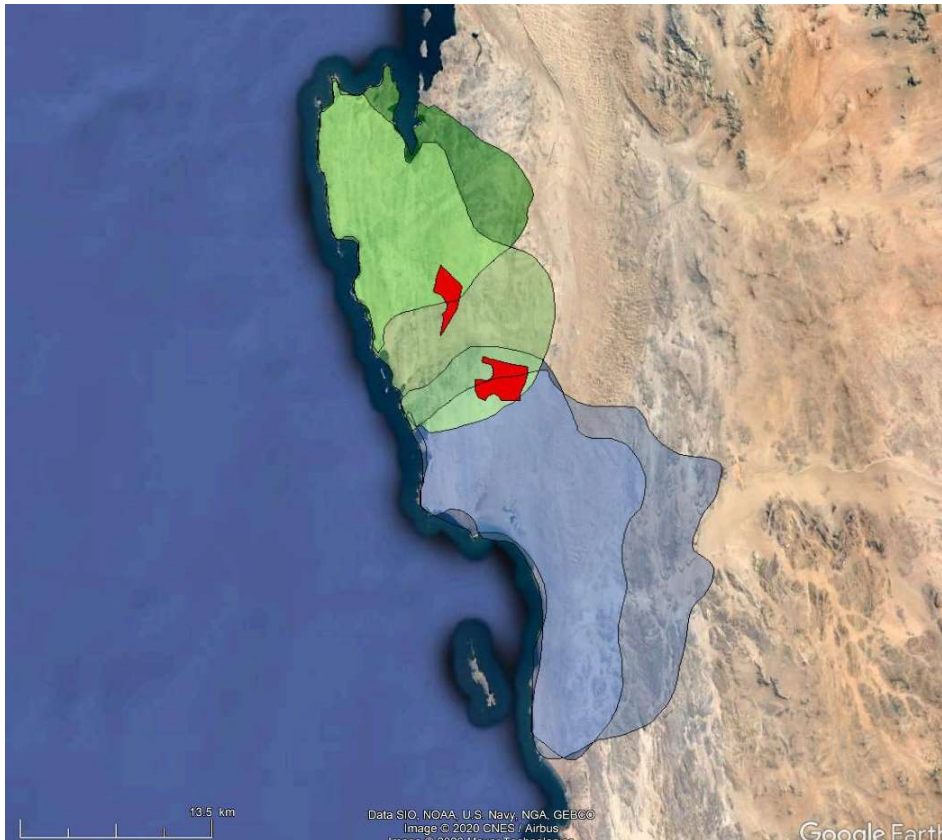 13.5 km
Data SIO, NOAA, U.S. Navy, NGA, GEBCO
Image © 2020 CNES / Airbus
Google Earth